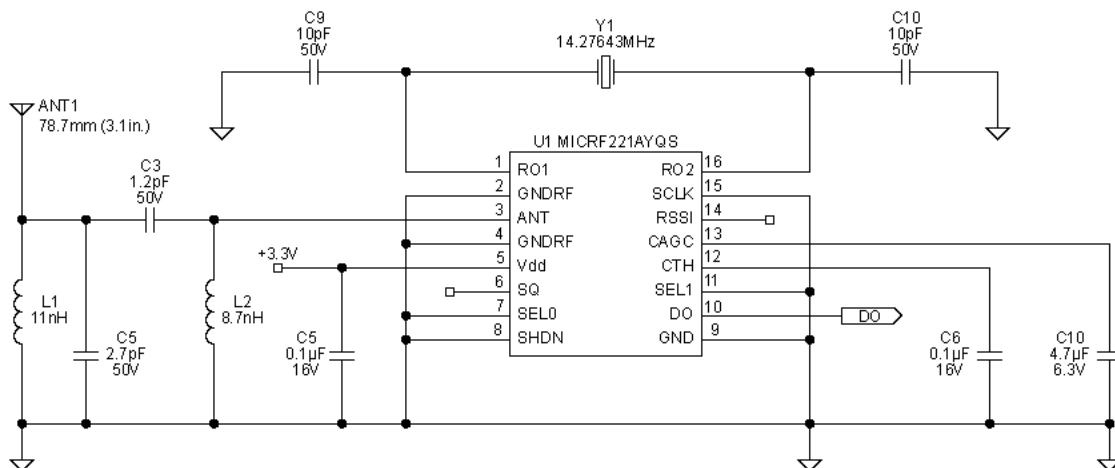 C9
10pF
50V
Y1
14.27643MHz
C10
10pF
50V
ANT1
78.7mm (3.1in.)
C3
1.2pF
50V
U1 MICRF221AYQS
1 RO1
2 GNDRF
3 ANT
4 GNDRF
5 Vdd
6 SQ
7 SEL0
8 SHDN
RO2 16
SCLK 15
RSSI 14
CAGC 13
CTH 12
SEL1 11
DO 10
GND 9
+3.3V
DO
L1
11nH
C5
2.7pF
50V
L2
8.7nH
C5
0.1µF
16V
C6
0.1µF
16V
C10
4.7µF
6.3V